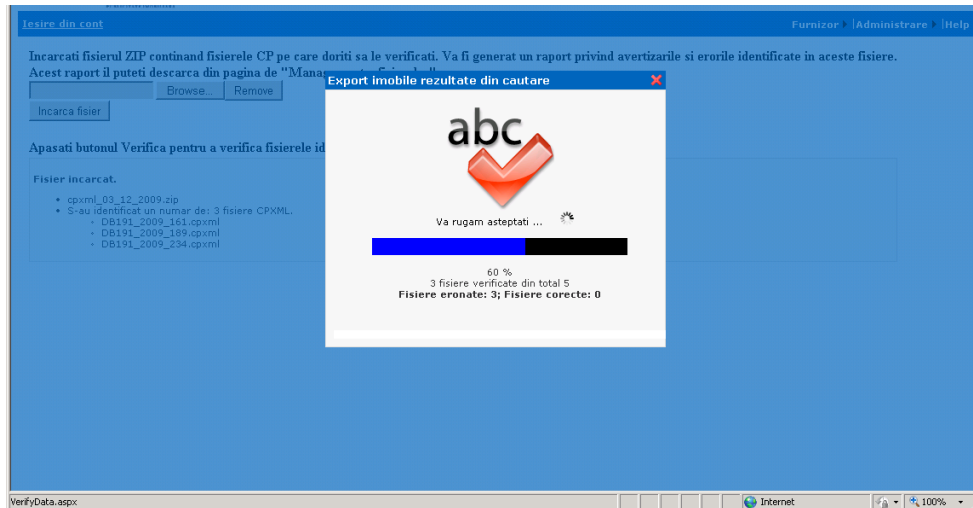 Iesire din cont
Furnizor |Administrare |Help
Incarcati fisierul ZIP continand fisierele CP pe care doriti sa le verificati. Va fi generat un raport privind avertizarile si erorile identificate in aceste fisiere.
Acest raport il puteti descarca din pagina de "Mana
Export imobile rezultate din cautare
Browse... Remove
Incarca fisier
abc
Apasati butonul Verifica pentru a verifica fisierele id
Fisier incarcat.
cpxml_03_12_2009.zip
S-au identificat un numar de: 3 fisiere CPXML.
DB191_2009_161.cpxml
DB191_2009_189.cpxml
DB191_2009_234.cpxml
Va rugam asteptati ...
60 %
3 fisiere verificate din total 5
Fisiere eronate: 3; Fisiere corecte: 0
VerifyData.aspx
Internet
100%